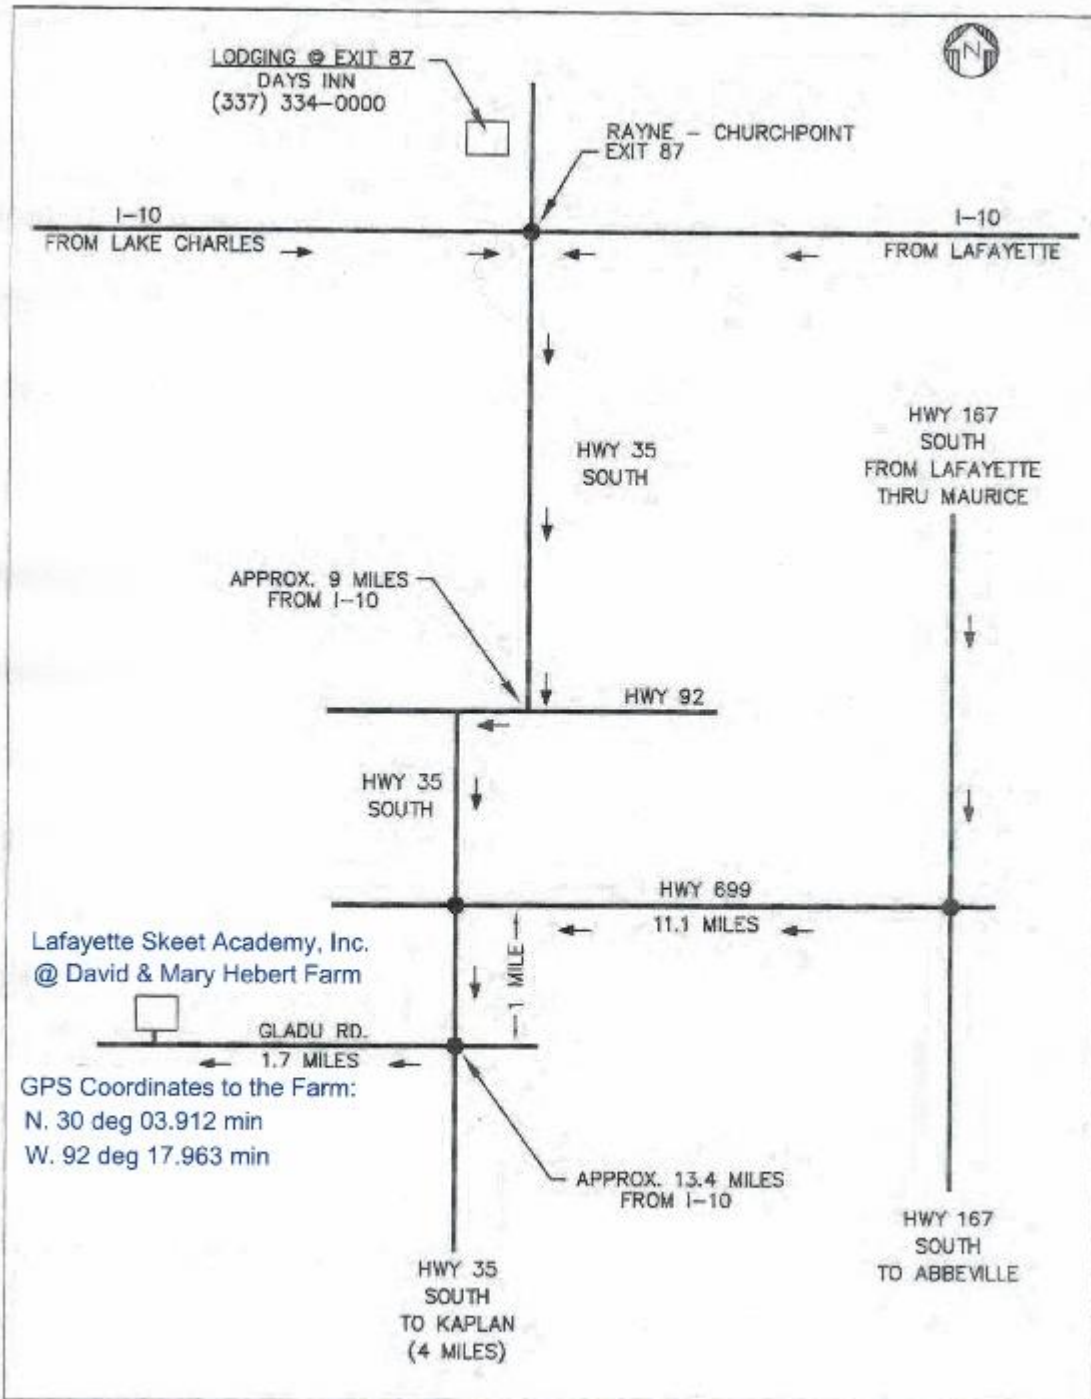 LODGING @ EXIT 87
DAYS INN
(337) 334-0000
N
RAYNE - CHURCHPOINT
EXIT 87
I-10
FROM LAKE CHARLES
I-10
FROM LAFAYETTE
HWY 35
SOUTH
HWY 167
SOUTH
FROM LAFAYETTE
THRU MAURICE
APPROX. 9 MILES
FROM I-10
HWY 92
HWY 35
SOUTH
HWY 699
11.1 MILES
1 MILE
Lafayette Skeet Academy, Inc.
@ David & Mary Hebert Farm
GLADU RD.
1.7 MILES
GPS Coordinates to the Farm:
N. 30 deg 03.912 min
W. 92 deg 17.963 min
APPROX. 13.4 MILES
FROM I-10
HWY 167
SOUTH
TO ABBEVILLE
HWY 35
SOUTH
TO KAPLAN
(4 MILES)